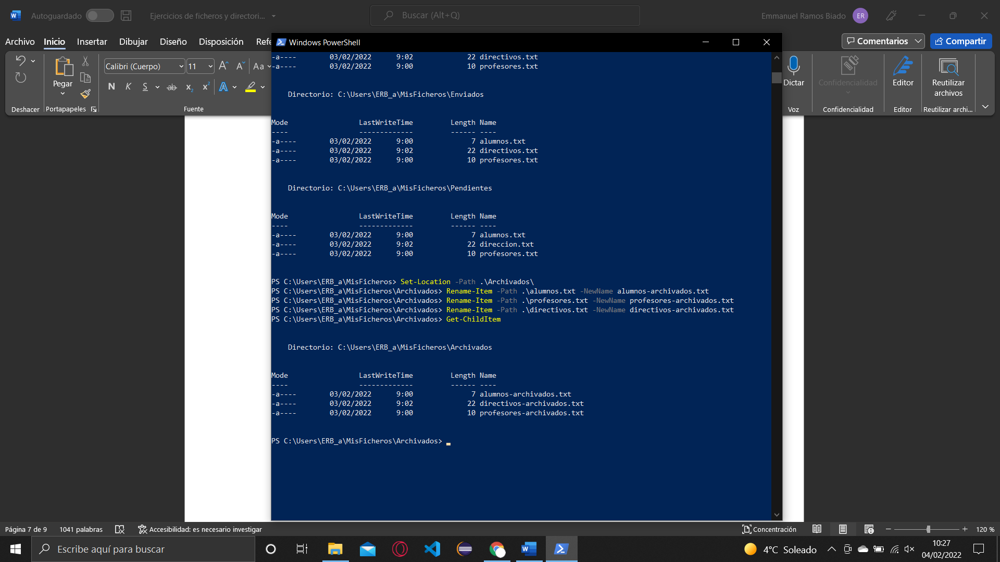 Autoguardado
Ejercicios de ficheros y directori...
Buscar (Alt+Q)
Emmanuel Ramos Biado
ER
Archivo Inicio Insertar Dibujar Diseño Disposición Refe
Comentarios
Compartir
Windows PowerShell
Calibri (Cuerpo) 11 Aa
Pegar
N K S ab x₂ x² A
Deshacer Portapapeles Fuente
Dictar Confidencialidad Editor Reutilizar archivos
Voz Confidencialidad Editor Reutilizar archi...
-a---- 03/02/2022 9:02 22 directivos.txt
-a---- 03/02/2022 9:00 10 profesores.txt
Directorio: C:\Users\ERB_a\MisFicheros\Enviados
Mode LastWriteTime Length Name
---- ------------- ------ ----
-a---- 03/02/2022 9:00 7 alumnos.txt
-a---- 03/02/2022 9:02 22 directivos.txt
-a---- 03/02/2022 9:00 10 profesores.txt
Directorio: C:\Users\ERB_a\MisFicheros\Pendientes
Mode LastWriteTime Length Name
---- ------------- ------ ----
-a---- 03/02/2022 9:00 7 alumnos.txt
-a---- 03/02/2022 9:02 22 direccion.txt
-a---- 03/02/2022 9:00 10 profesores.txt
PS C:\Users\ERB_a\MisFicheros> Set-Location -Path .\Archivados\
PS C:\Users\ERB_a\MisFicheros\Archivados> Rename-Item -Path .\alumnos.txt -NewName alumnos-archivados.txt
PS C:\Users\ERB_a\MisFicheros\Archivados> Rename-Item -Path .\profesores.txt -NewName profesores-archivados.txt
PS C:\Users\ERB_a\MisFicheros\Archivados> Rename-Item -Path .\directivos.txt -NewName directivos-archivados.txt
PS C:\Users\ERB_a\MisFicheros\Archivados> Get-ChildItem
Directorio: C:\Users\ERB_a\MisFicheros\Archivados
Mode LastWriteTime Length Name
---- ------------- ------ ----
-a---- 03/02/2022 9:00 7 alumnos-archivados.txt
-a---- 03/02/2022 9:02 22 directivos-archivados.txt
-a---- 03/02/2022 9:00 10 profesores-archivados.txt
PS C:\Users\ERB_a\MisFicheros\Archivados>
Página 7 de 9 1041 palabras Accesibilidad: es necesario investigar
Concentración
120 %
Escribe aquí para buscar
4°C Soleado
10:27
04/02/2022